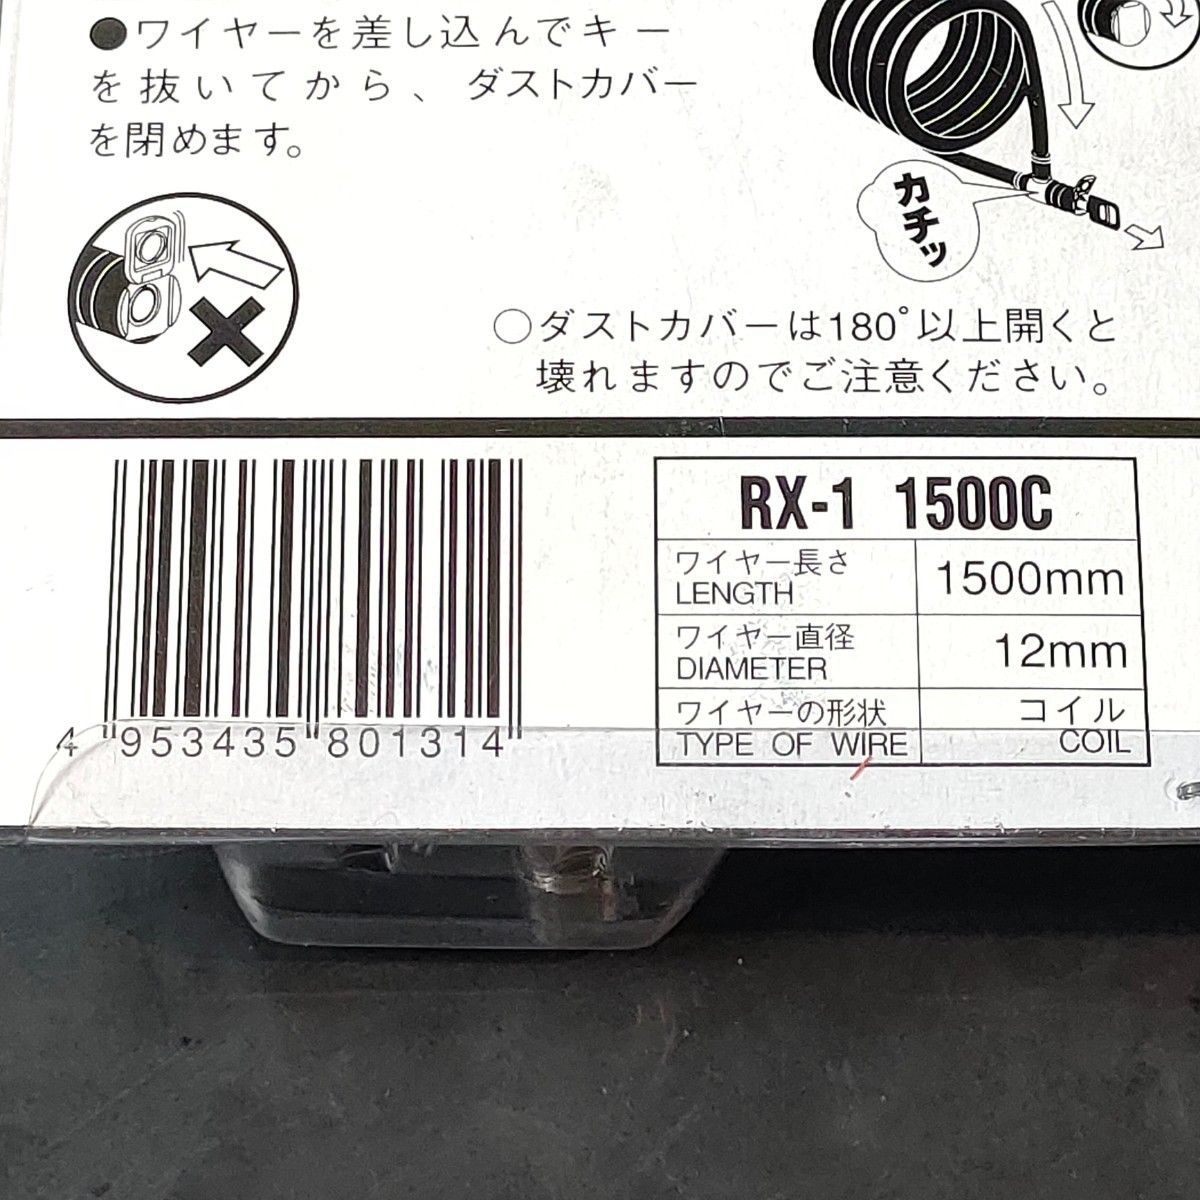 ●ワイヤーを差し込んでキー
を抜いてから、ダストカバー
を閉めます。
カチッ
○ダストカバーは180°以上開くと
壊れますのでご注意ください。
RX-1 1500C
ワイヤー長さ
LENGTH
1500mm
ワイヤー直径
DIAMETER
12mm
ワイヤーの形状
TYPE OF WIRE
コイル
COIL
4 953435 801314